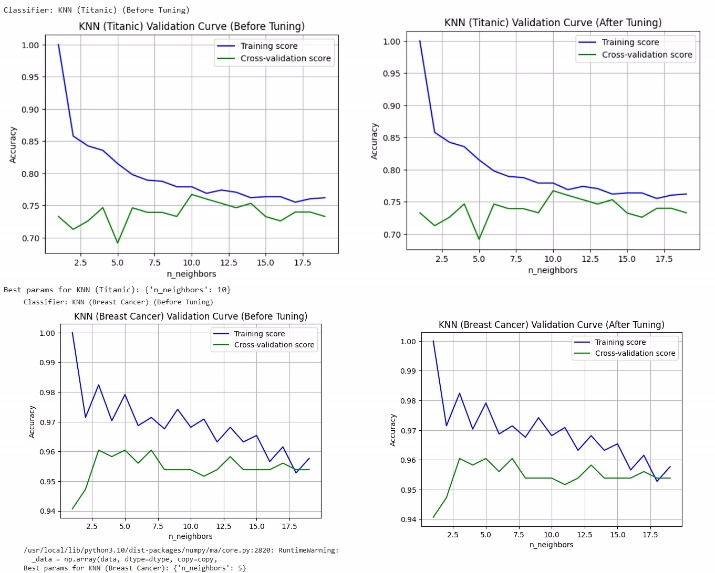 Classifier: KNN (Titanic) (Before Tuning)
KNN (Titanic) Validation Curve (Before Tuning)
1.00
0.95
0.90
0.85
0.80
0.75
0.70
Accuracy
Training score
Cross-validation score
2.5 5.0 7.5 10.0 12.5 15.0 17.5
n_neighbors
KNN (Titanic) Validation Curve (After Tuning)
1.00
0.95
0.90
0.85
0.80
0.75
0.70
Accuracy
Training score
Cross-validation score
2.5 5.0 7.5 10.0 12.5 15.0 17.5
n_neighbors
Best params for KNN (Titanic): {'n_neighbors': 10}
Classifier: KNN (Breast Cancer) (Before Tuning)
KNN (Breast Cancer) Validation Curve (Before Tuning)
1.00
0.99
0.98
0.97
0.96
0.95
0.94
Accuracy
Training score
Cross-validation score
2.5 5.0 7.5 10.0 12.5 15.0 17.5
n_neighbors
KNN (Breast Cancer) Validation Curve (After Tuning)
1.00
0.99
0.98
0.97
0.96
0.95
0.94
Accuracy
Training score
Cross-validation score
2.5 5.0 7.5 10.0 12.5 15.0 17.5
n_neighbors
/usr/local/lib/python3.10/dist-packages/numpy/ma/core.py:2820: RuntimeWarning:
_data = np.array(data, dtype=dtype, copy=copy,
Best params for KNN (Breast Cancer): {'n_neighbors': 5}